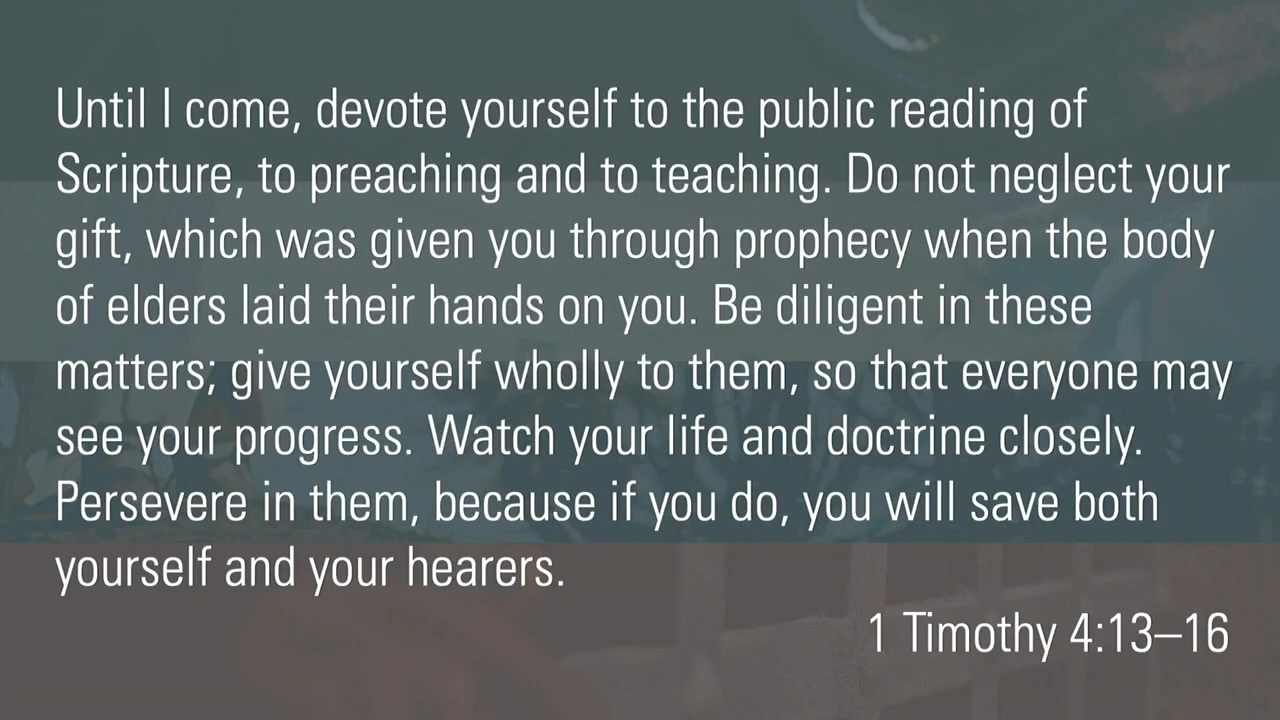 Until I come, devote yourself to the public reading of
Scripture, to preaching and to teaching. Do not neglect your
gift, which was given you through prophecy when the body
of elders laid their hands on you. Be diligent in these
matters; give yourself wholly to them, so that everyone may
see your progress. Watch your life and doctrine closely.
Persevere in them, because if you do, you will save both
yourself and your hearers.
1 Timothy 4:13–16